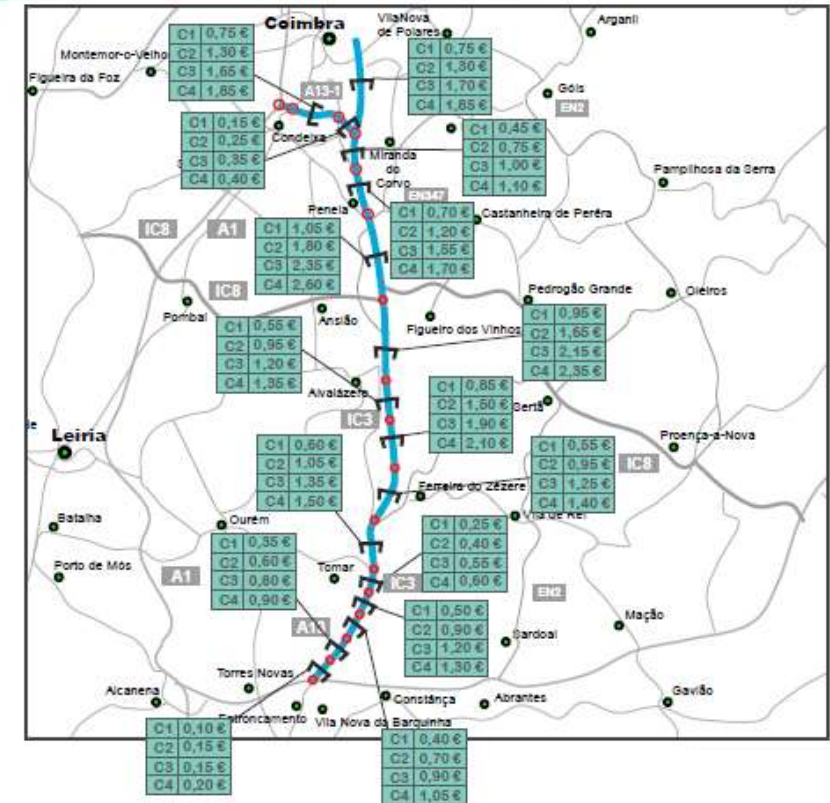 Coimbra
VilaNova
de Poiares
Arganil
C1 0,75 €
C2 1,30 €
C3 1,65 €
C4 1,85 €
C1 0,75 €
C2 1,30 €
C3 1,70 €
C4 1,85 €
Montemor-o-Velho
Figueira da Foz
A13-1
Góis
EN2
C1 0,15 €
C2 0,25 €
C3 0,35 €
C4 0,40 €
Condeixa
C1 0,45 €
C2 0,75 €
C3 1,00 €
C4 1,10 €
Miranda
do
Corvo
Pampilhosa da Serra
EN347
Penela
C1 0,70 €
C2 1,20 €
C3 1,55 €
C4 1,70 €
Castanheira de Pêra
IC8
A1
C1 1,05 €
C2 1,80 €
C3 2,35 €
C4 2,60 €
IC8
Pedrogão Grande
Oleiros
Pombal
Ansião
Figueiro dos Vinhos
C1 0,95 €
C2 1,65 €
C3 2,15 €
C4 2,35 €
C1 0,55 €
C2 0,95 €
C3 1,20 €
C4 1,35 €
Alvaiázere
C1 0,85 €
C2 1,50 €
C3 1,90 €
C4 2,10 €
Sertã
IC3
Leiria
Proença-a-Nova
C1 0,60 €
C2 1,05 €
C3 1,35 €
C4 1,50 €
C1 0,55 €
C2 0,95 €
C3 1,25 €
C4 1,40 €
IC8
Ferreira do Zêzere
Vila de Rei
Batalha
Ourém
C1 0,25 €
C2 0,40 €
C3 0,55 €
C4 0,60 €
C1 0,35 €
C2 0,60 €
C3 0,80 €
C4 0,90 €
Porto de Mós
A1
Tomar
IC3
EN2
C1 0,50 €
C2 0,90 €
C3 1,20 €
C4 1,30 €
Mação
A13
Sardoal
Torres Novas
Alcanena
Constânça
Abrantes
Gavião
Entroncamento
Vila Nova da Barquinha
C1 0,10 €
C2 0,15 €
C3 0,15 €
C4 0,20 €
C1 0,40 €
C2 0,70 €
C3 0,90 €
C4 1,05 €